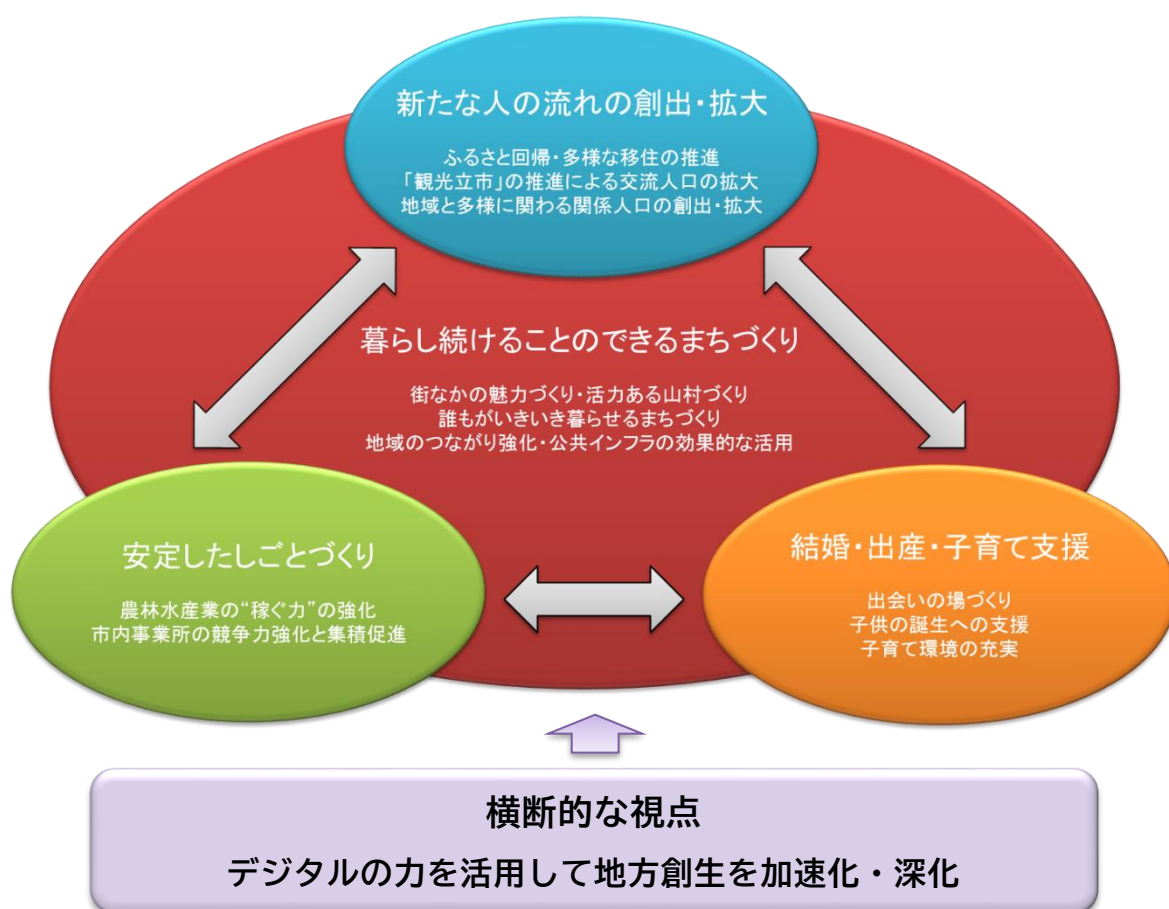 新たな人の流れの創出・拡大
ふるさと回帰・多様な移住の推進
「観光立市」の推進による交流人口の拡大
地域と多様に関わる関係人口の創出・拡大
暮らし続けることのできるまちづくり
街なかの魅力づくり・活力ある山村づくり
誰もがいきいき暮らせるまちづくり
地域のつながり強化・公共インフラの効果的な活用
安定したしごとづくり
農林水産業の“稼ぐ力”の強化
市内事業所の競争力強化と集積促進
結婚・出産・子育て支援
出会いの場づくり
子供の誕生への支援
子育て環境の充実
横断的な視点
デジタルの力を活用して地方創生を加速化・深化